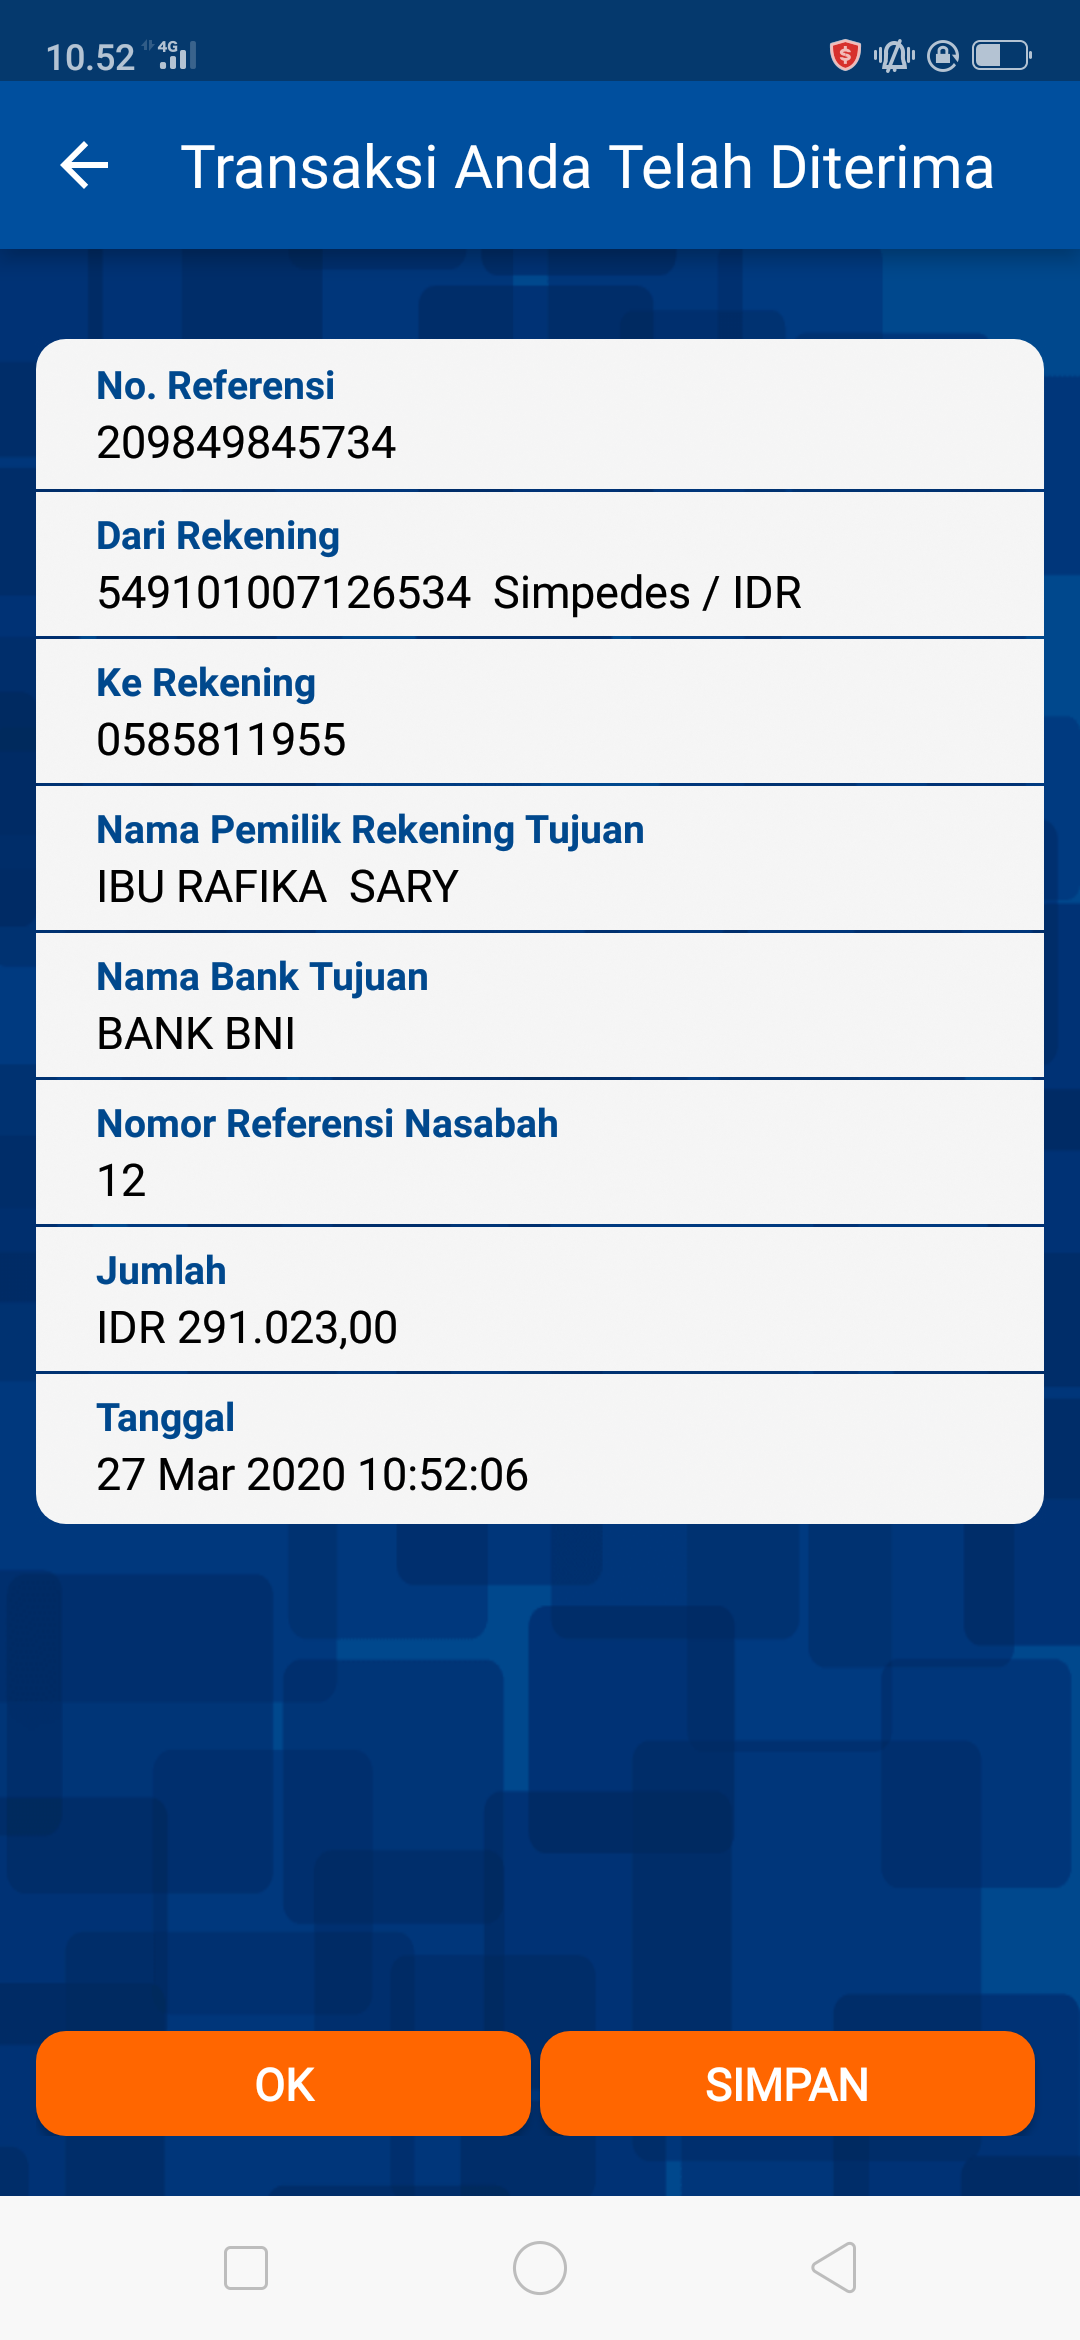 10.52 4G
Transaksi Anda Telah Diterima
No. Referensi
209849845734
Dari Rekening
549101007126534  Simpedes / IDR
Ke Rekening
0585811955
Nama Pemilik Rekening Tujuan
IBU RAFIKA  SARY
Nama Bank Tujuan
BANK BNI
Nomor Referensi Nasabah
12
Jumlah
IDR 291.023,00
Tanggal
27 Mar 2020 10:52:06
OK SIMPAN